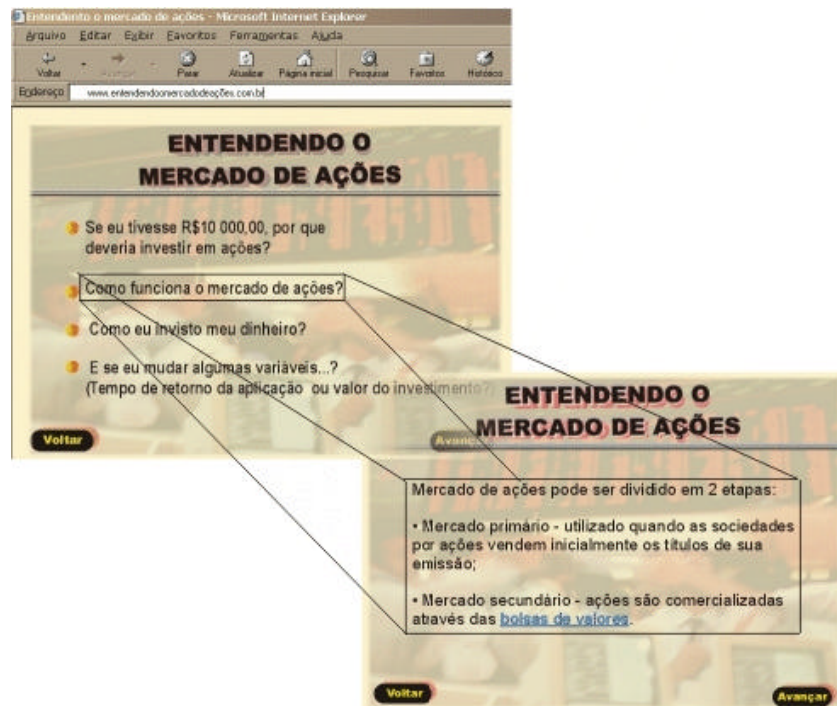 Entendento o mercado de ações - Microsoft Internet Explorer
Arquivo Editar Exibir Favoritos Ferramentas Ajuda
Voltar Avançar Parar Atualizar Página inicial Pesquisar Favoritos Histórico
Endereço www.entendendoomercadodeações.com.br
ENTENDENDO O
MERCADO DE AÇÕES
Se eu tivesse R$10 000,00, por que
deveria investir em ações?
Como funciona o mercado de ações?
Como eu invisto meu dinheiro?
E se eu mudar algumas variáveis...?
(Tempo de retorno da aplicação ou valor do investimento?)
Voltar
Avançar
ENTENDENDO O
MERCADO DE AÇÕES
Mercado de ações pode ser dividido em 2 etapas:
• Mercado primário - utilizado quando as sociedades
por ações vendem inicialmente os títulos de sua
emissão;
• Mercado secundário - ações são comercializadas
através das bolsas de valores.
Voltar
Avançar